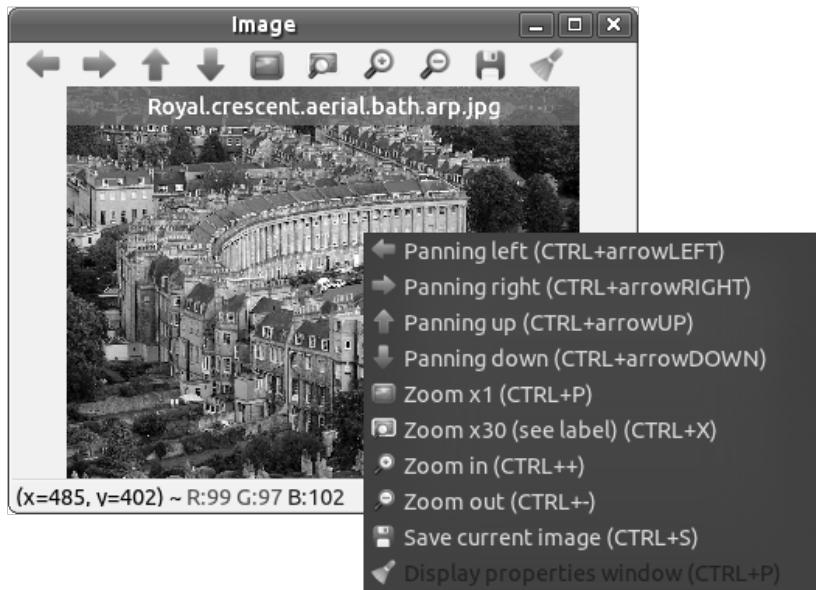 Image
Royal.crescent.aerial.bath.arp.jpg
Panning left (CTRL+arrowLEFT)
Panning right (CTRL+arrowRIGHT)
Panning up (CTRL+arrowUP)
Panning down (CTRL+arrowDOWN)
Zoom x1 (CTRL+P)
Zoom x30 (see label) (CTRL+X)
Zoom in (CTRL++)
Zoom out (CTRL+-)
Save current image (CTRL+S)
Display properties window (CTRL+P)
(x=485, y=402) ~ R:99 G:97 B:102